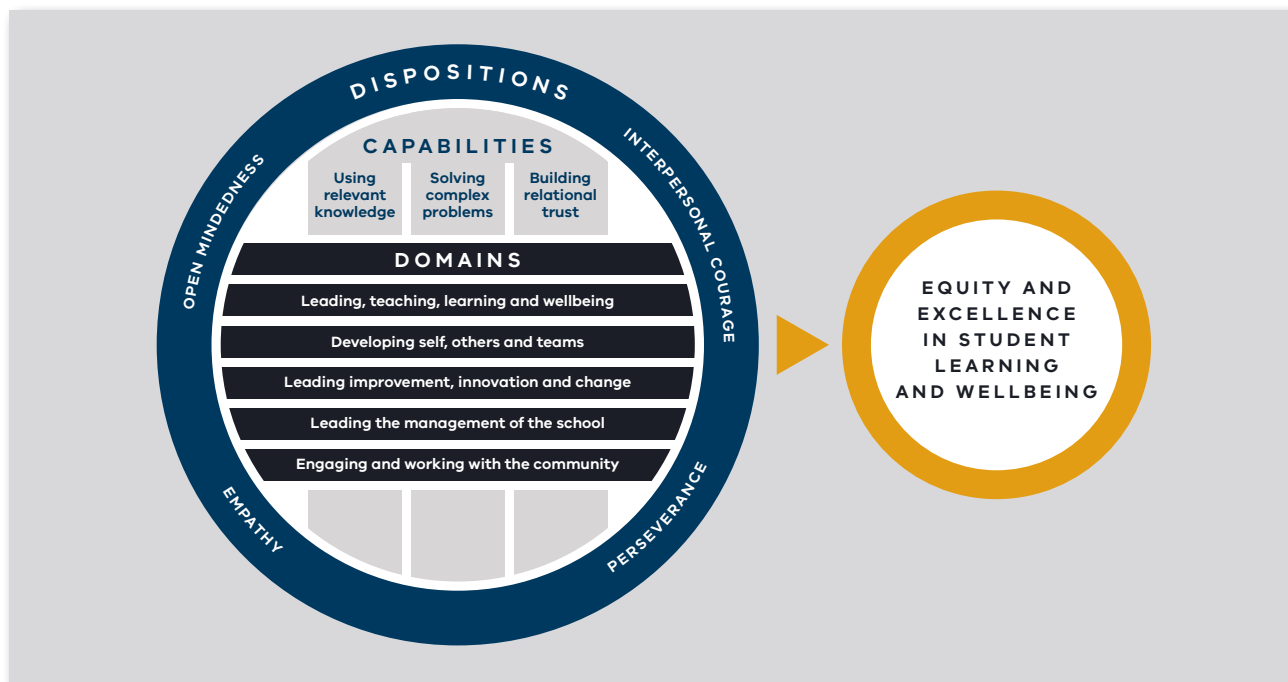 DISPOSITIONS
OPEN MINDEDNESS
INTERPERSONAL COURAGE
EMPATHY
PERSEVERANCE
CAPABILITIES
Using
relevant
knowledge
Solving
complex
problems
Building
relational
trust
DOMAINS
Leading, teaching, learning and wellbeing
Developing self, others and teams
Leading improvement, innovation and change
Leading the management of the school
Engaging and working with the community
EQUITY AND
EXCELLENCE
IN STUDENT
LEARNING
AND WELLBEING